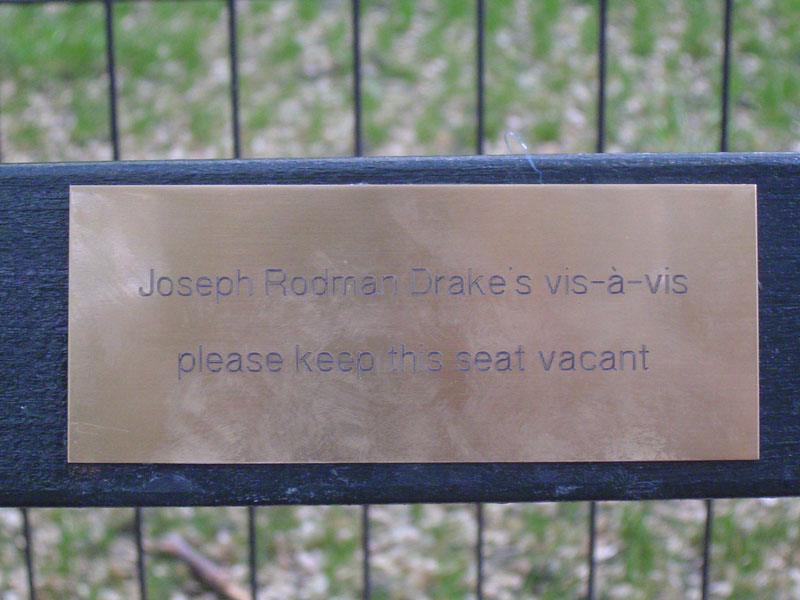 Joseph Rodman Drake's vis-à-vis
please keep this seat vacant